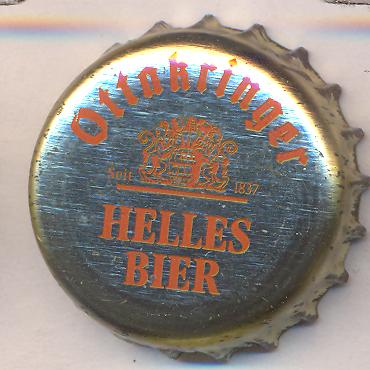 Ottakringer
Seit 1837
HELLES
BIER